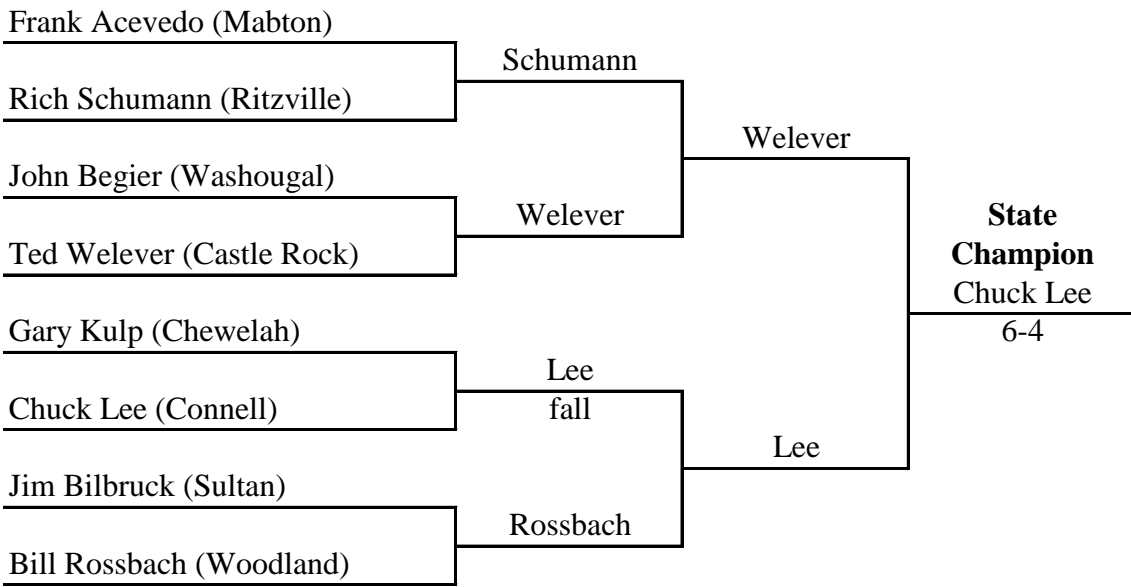 Frank Acevedo (Mabton)
Schumann
Rich Schumann (Ritzville)
Welever
John Begier (Washougal)
Welever
Ted Welever (Castle Rock)
State
Champion
Chuck Lee
6-4
Gary Kulp (Chewelah)
Lee
fall
Chuck Lee (Connell)
Lee
Jim Bilbruck (Sultan)
Rossbach
Bill Rossbach (Woodland)